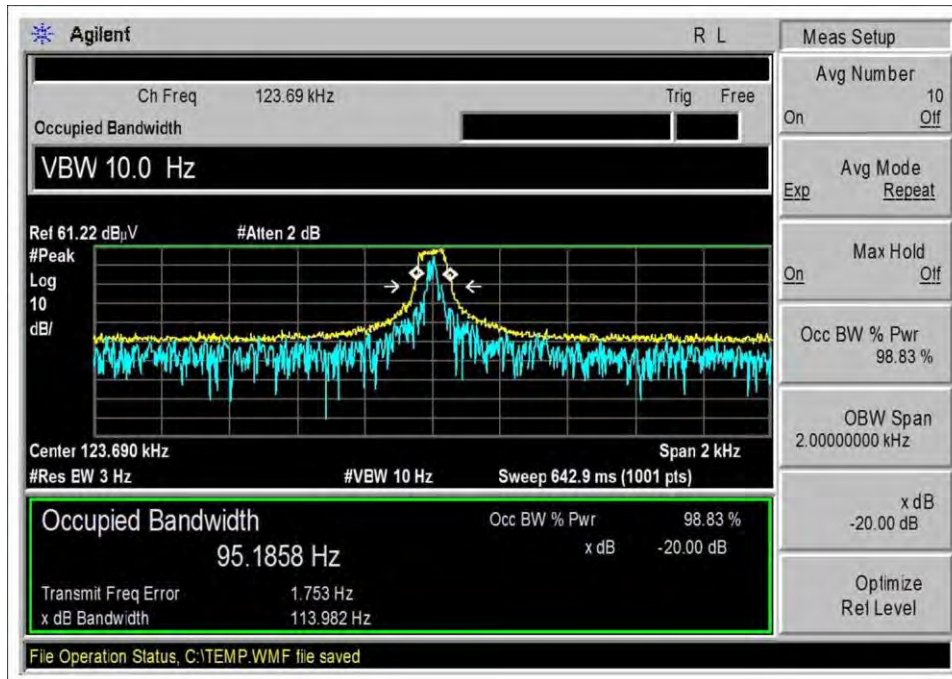 Agilent
R L
Meas Setup
Ch Freq 123.69 kHz
Trig Free
Occupied Bandwidth
VBW 10.0 Hz
Ref 61.22 dBµV
#Atten 2 dB
#Peak
Log
10
dB/
Center 123.690 kHz
Span 2 kHz
#Res BW 3 Hz
#VBW 10 Hz
Sweep 642.9 ms (1001 pts)
Occupied Bandwidth
95.1858 Hz
Occ BW % Pwr 98.83 %
x dB -20.00 dB
Transmit Freq Error 1.753 Hz
x dB Bandwidth 113.982 Hz
File Operation Status, C:\TEMP.WMF file saved
Avg Number
10
On Off
Avg Mode
Exp Repeat
Max Hold
On Off
Occ BW % Pwr
98.83 %
OBW Span
2.00000000 kHz
x dB
-20.00 dB
Optimize
Ref Level